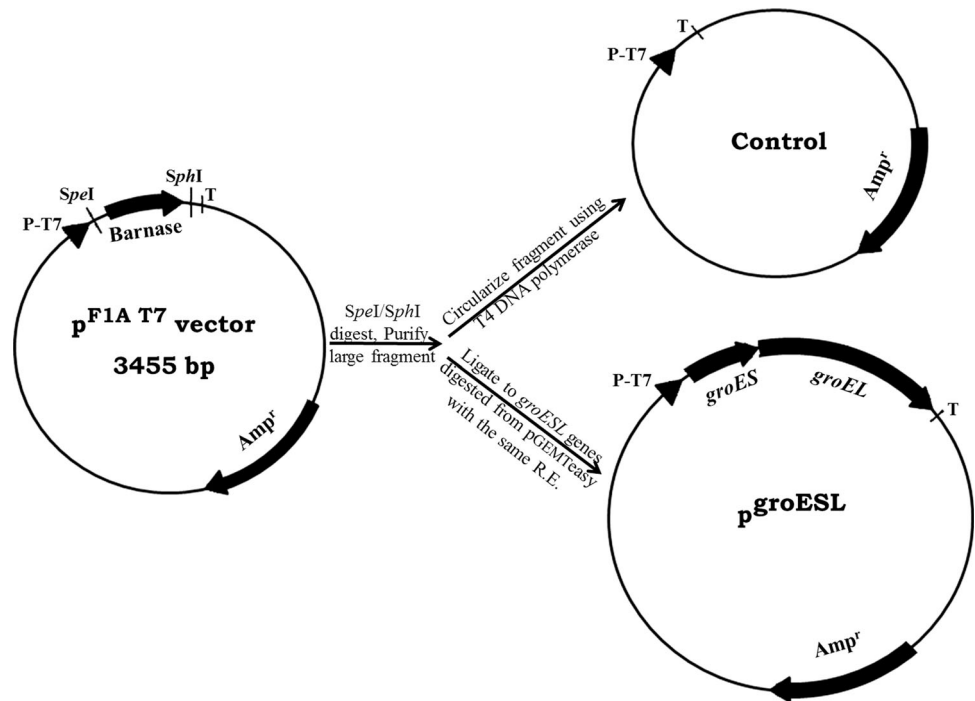 SpeI
SphI
T
P-T7
Barnase
pF1A T7 vector
3455 bp
Ampr
SpeI/SphI
digest, Purify
large fragment
Circularize fragment using
T4 DNA polymerase
Ligate to groESL genes
digested from pGEMTeasy
with the same R.E.
T
P-T7
Control
Ampr
P-T7
groES
groEL
T
pgroESL
Ampr